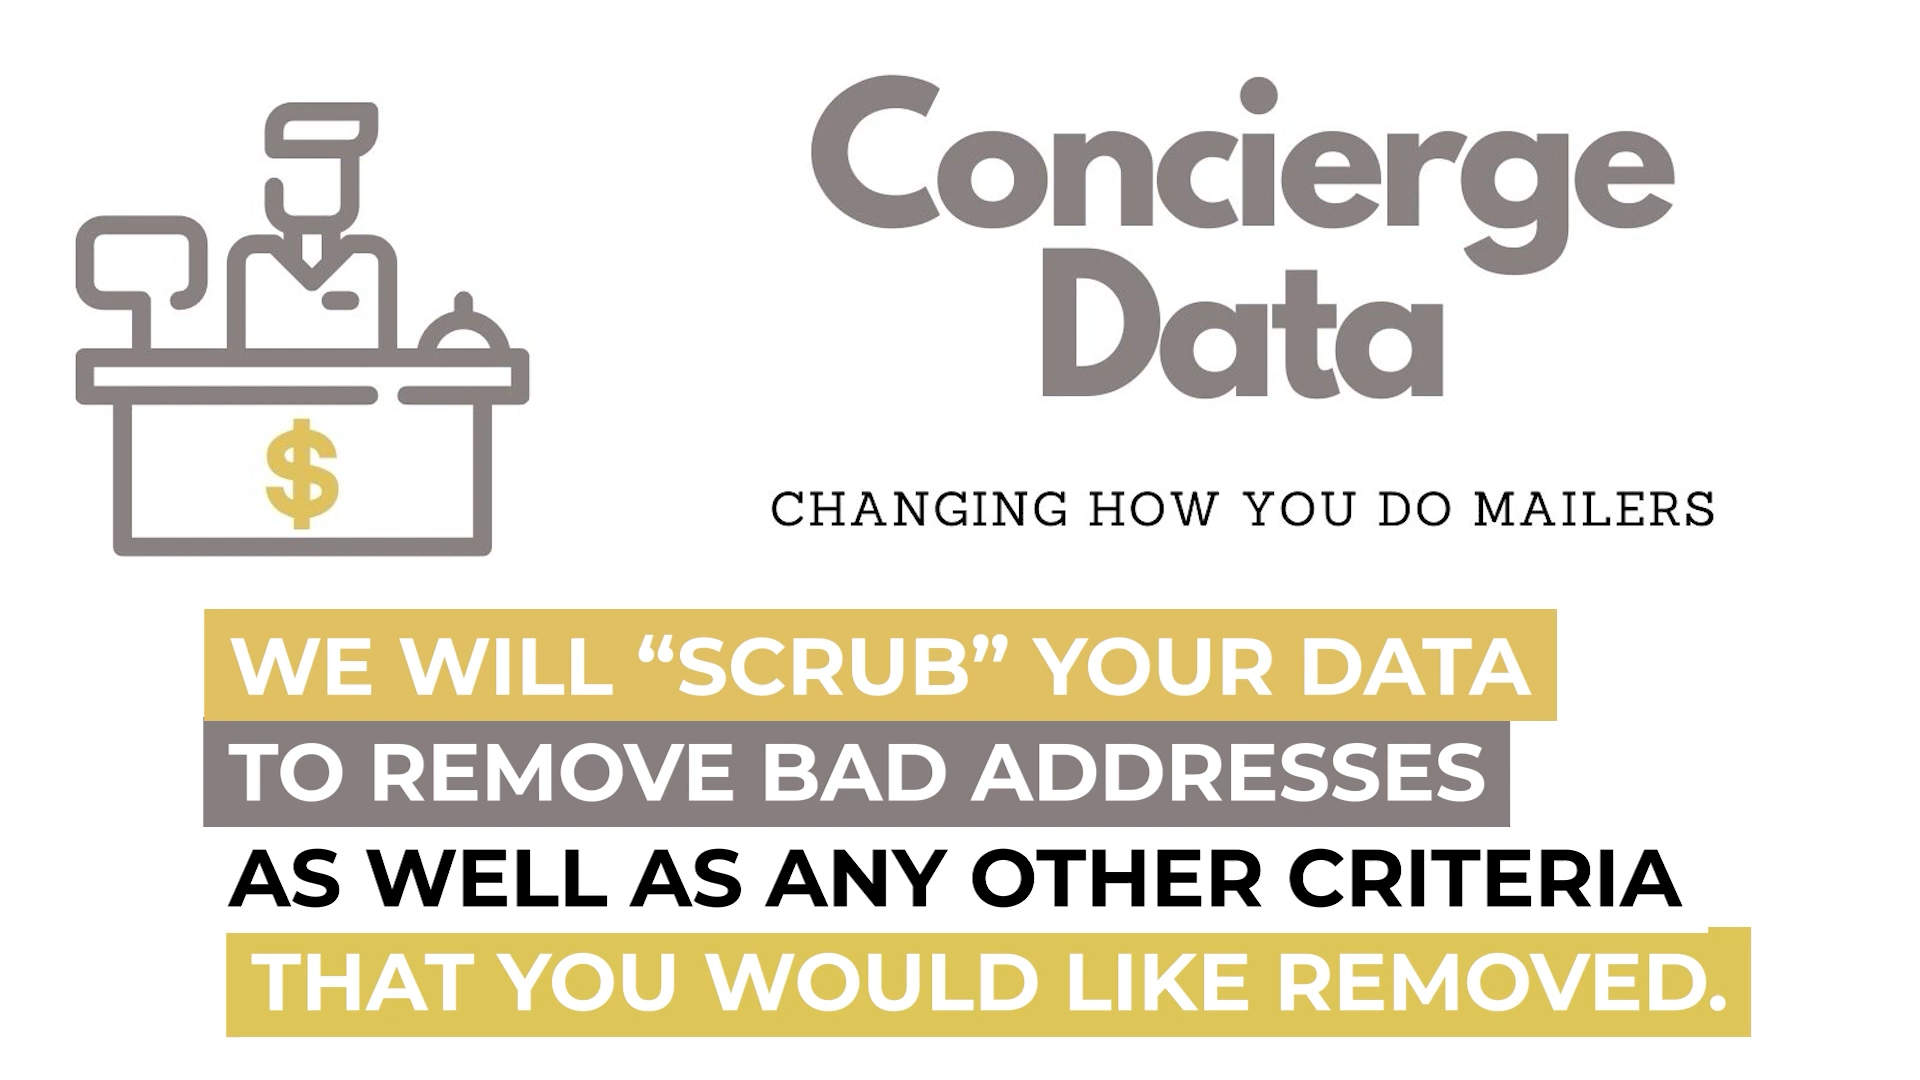 Concierge
Data
CHANGING HOW YOU DO MAILERS
$
WE WILL “SCRUB” YOUR DATA
TO REMOVE BAD ADDRESSES
AS WELL AS ANY OTHER CRITERIA
THAT YOU WOULD LIKE REMOVED.